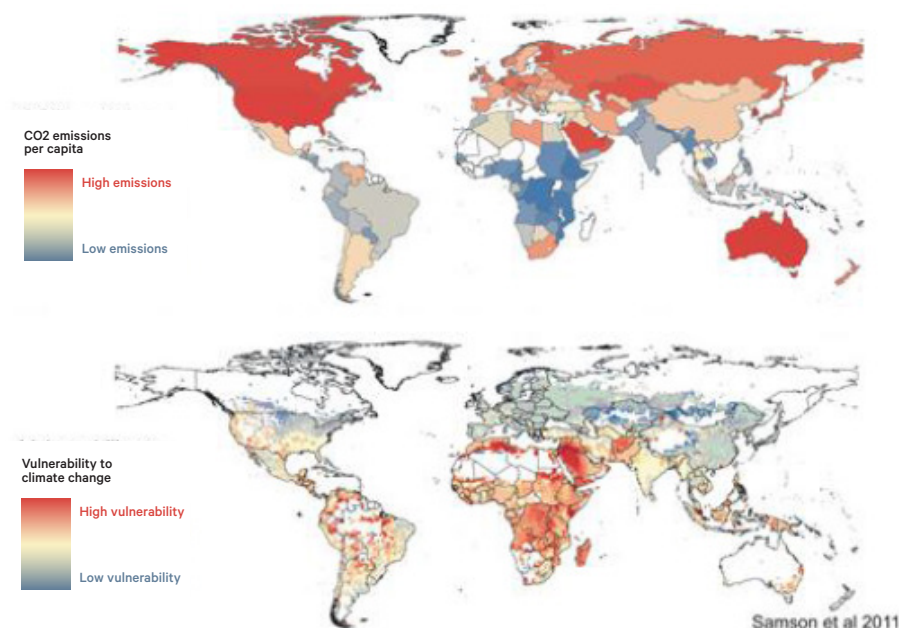 CO2 emissions
per capita
High emissions
Low emissions
Vulnerability to
climate change
High vulnerability
Low vulnerability
Samson et al 2011